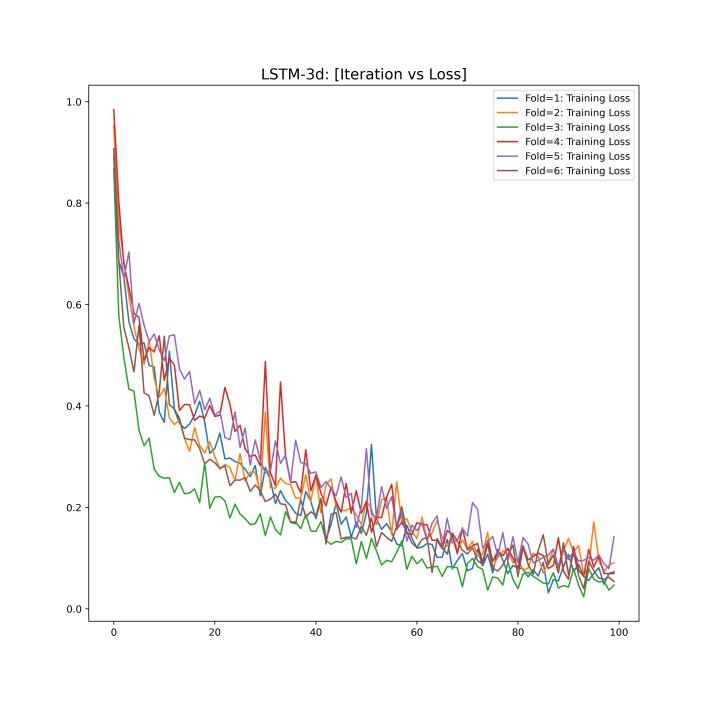 LSTM-3d: [Iteration vs Loss]
Fold=1: Training Loss
Fold=2: Training Loss
Fold=3: Training Loss
Fold=4: Training Loss
Fold=5: Training Loss
Fold=6: Training Loss
1.0
0.8
0.6
0.4
0.2
0.0
0 20 40 60 80 100